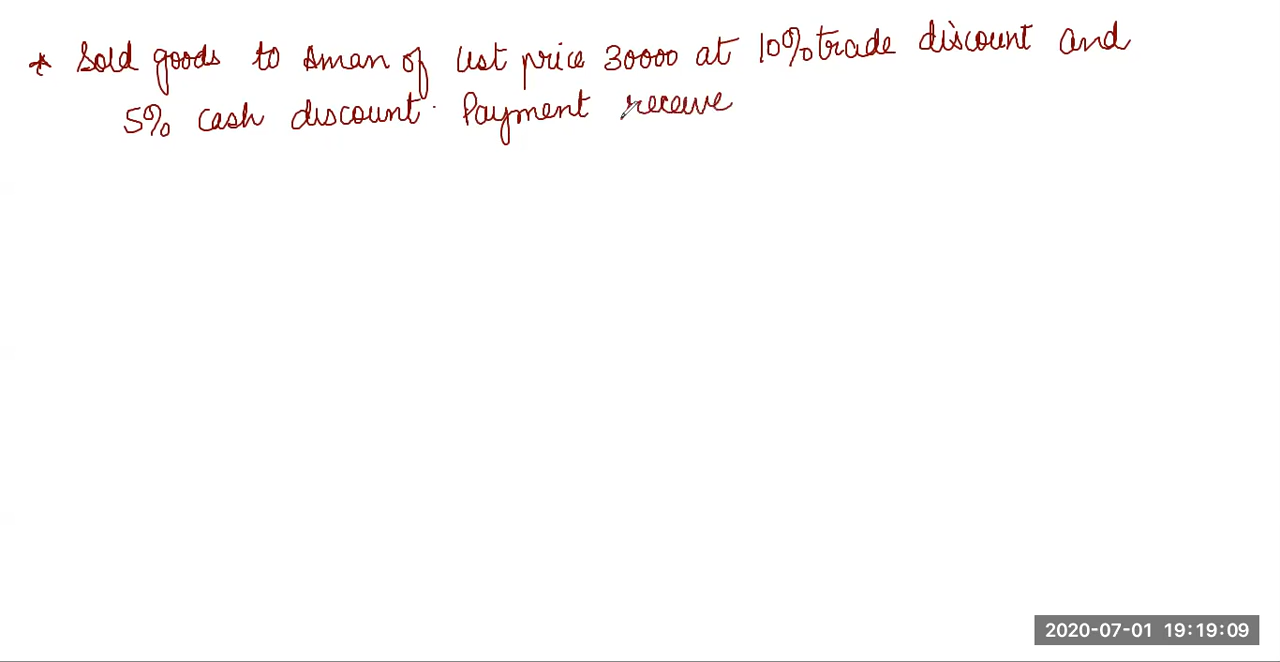 * Sold goods to Aman of list price 30000 at 10% trade discount and
5% cash discount. Payment receive
2020-07-01 19:19:09